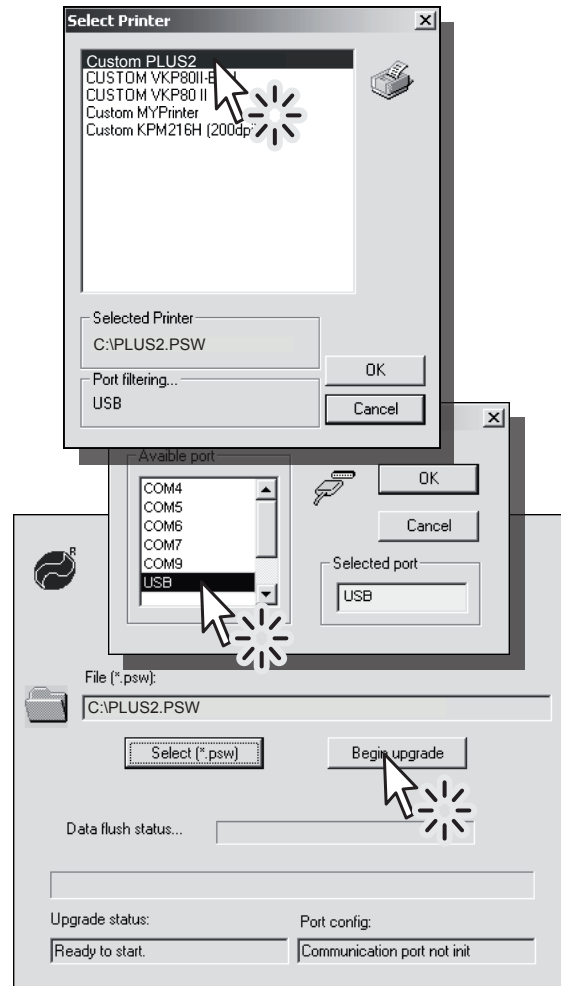 Select Printer
Custom PLUS2
CUSTOM VKP80II-
CUSTOM VKP80 II
Custom MYPrinter
Custom KPM216H (200dpi
Selected Printer
C:\PLUS2.PSW
Port filtering...
USB
OK
Cancel
Avaible port
COM4
COM5
COM6
COM7
COM9
USB
OK
Cancel
Selected port
USB
R
File (*.psw):
C:\PLUS2.PSW
Select (*.psw)
Begin upgrade
Data flush status...
Upgrade status:
Port config:
Ready to start.
Communication port not init